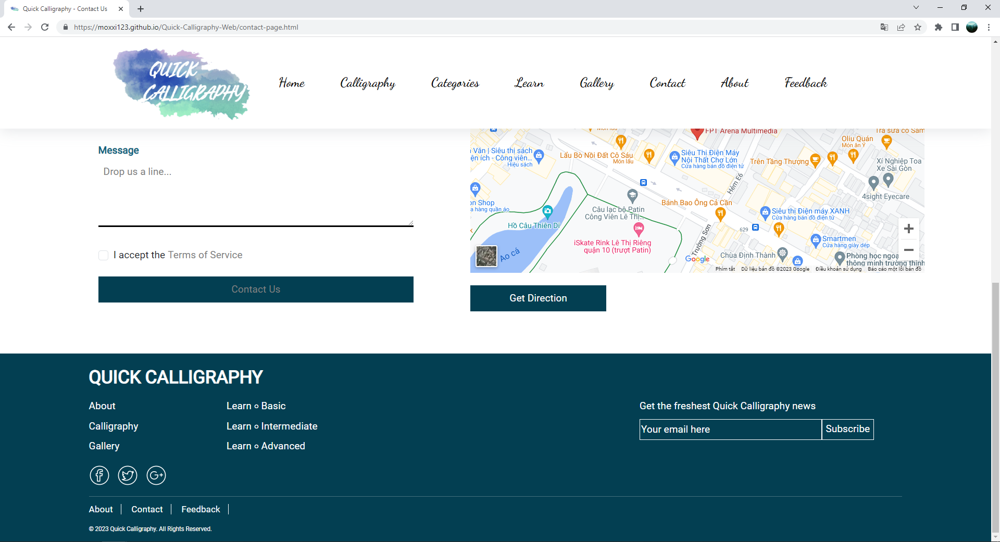 Quick Calligraphy - Contact Us
https://moxxi123.github.io/Quick-Calligraphy-Web/contact-page.html
QUICK
CALLIGRAPHY
Home
Calligraphy
Categories
Learn
Gallery
Contact
About
Feedback
Message
Drop us a line...
I accept the Terms of Service
Contact Us
FPT Arena Multimedia
Oliu Quán
Món ăn Ý
Văn | Siêu thị sách
ện ích - Công viên...
Hiệu sách
Lẩu Bò Nồi Đất Cô Sáu
Món lẩu
Siêu Thị Điện Máy
Nội Thất Chợ Lớn
Cửa hàng bán đồ điện tử
Trên Tầng Thượng
Xí Nghiệp Toa
Xe Sài Gòn
Hẻm E6
4sight Eyecare
on Shop
a hàng quần áo
Câu lạc bộ Patin
Công Viên Lê Thị...
Bánh Bao Ông Cả Cần
Siêu thị Điện máy XANH
Cửa hàng bán đồ điện tử
Hồ Câu Thiên Di
629
Trường Sơn
iSkate Rink Lê Thị Riêng
quận 10 (trượt Patin)
Smartmen
Cửa hàng giày dép
Ao cá
Google
Chùa Định Thành
Phòng học ngoạ
thông minh trường thinh
Phím tắt
Dữ liệu bản đồ ©2023 Google
Điều khoản sử dụng
Báo cáo một lỗi bản đồ
Get Direction
QUICK CALLIGRAPHY
About
Calligraphy
Gallery
Learn ∘ Basic
Learn ∘ Intermediate
Learn ∘ Advanced
Get the freshest Quick Calligraphy news
Your email here
Subscribe
About
Contact
Feedback
© 2023 Quick Calligraphy. All Rights Reserved.